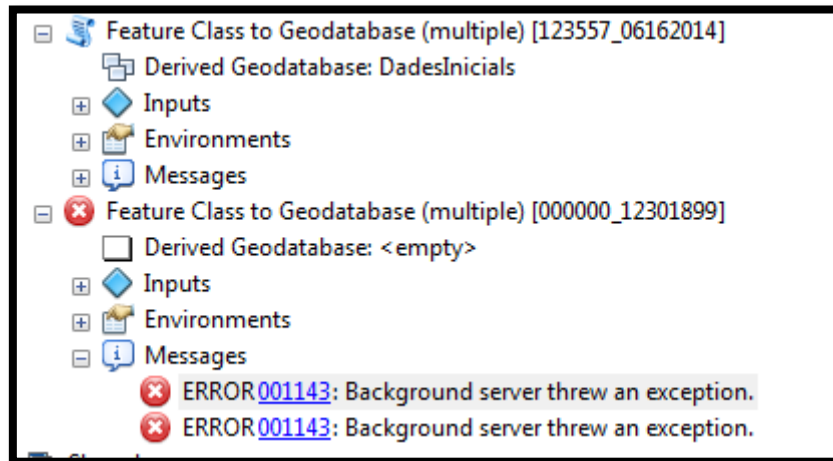 Feature Class to Geodatabase (multiple) [123557_06162014]
Derived Geodatabase: DadesInicials
Inputs
Environments
Messages
Feature Class to Geodatabase (multiple) [000000_12301899]
Derived Geodatabase: <empty>
Inputs
Environments
Messages
ERROR 001143: Background server threw an exception.
ERROR 001143: Background server threw an exception.